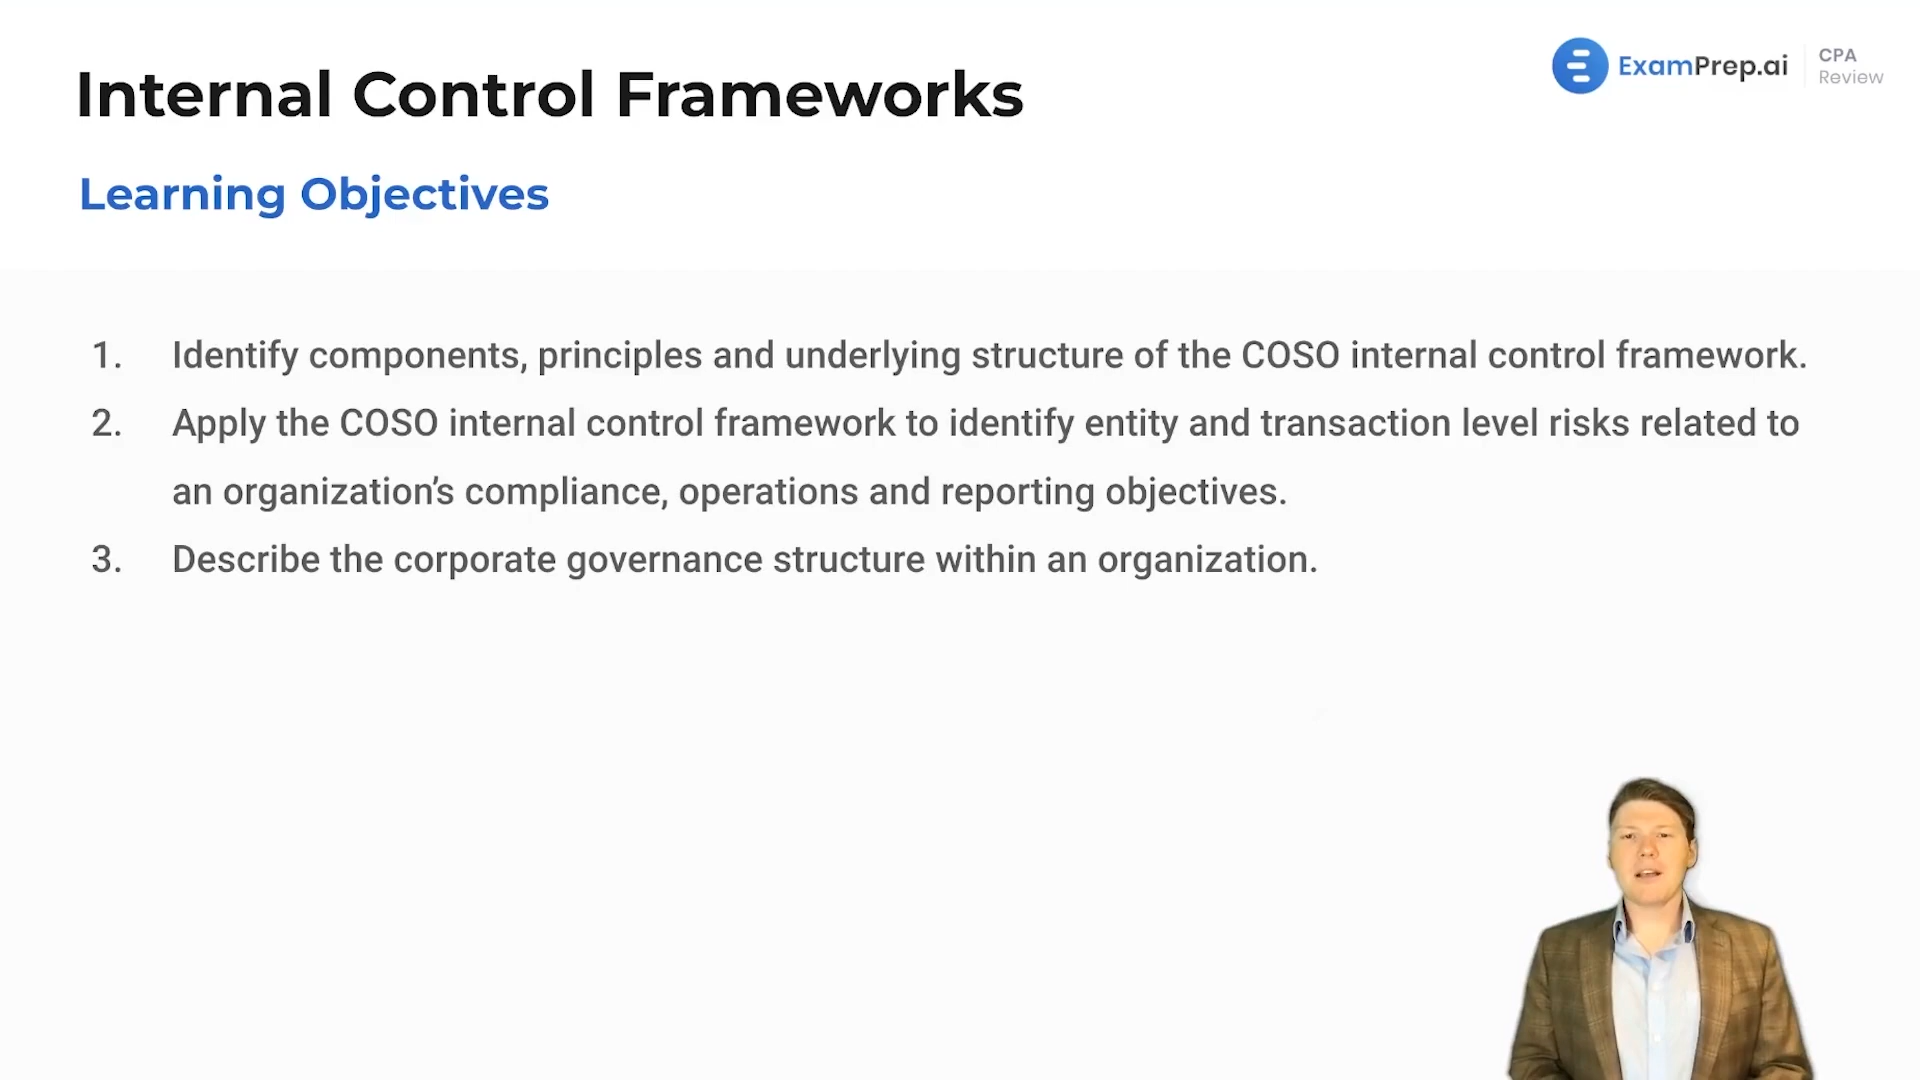 Internal Control Frameworks
ExamPrep.ai
CPA
Review
Learning Objectives
1. Identify components, principles and underlying structure of the COSO internal control framework.
2. Apply the COSO internal control framework to identify entity and transaction level risks related to
an organization’s compliance, operations and reporting objectives.
3. Describe the corporate governance structure within an organization.